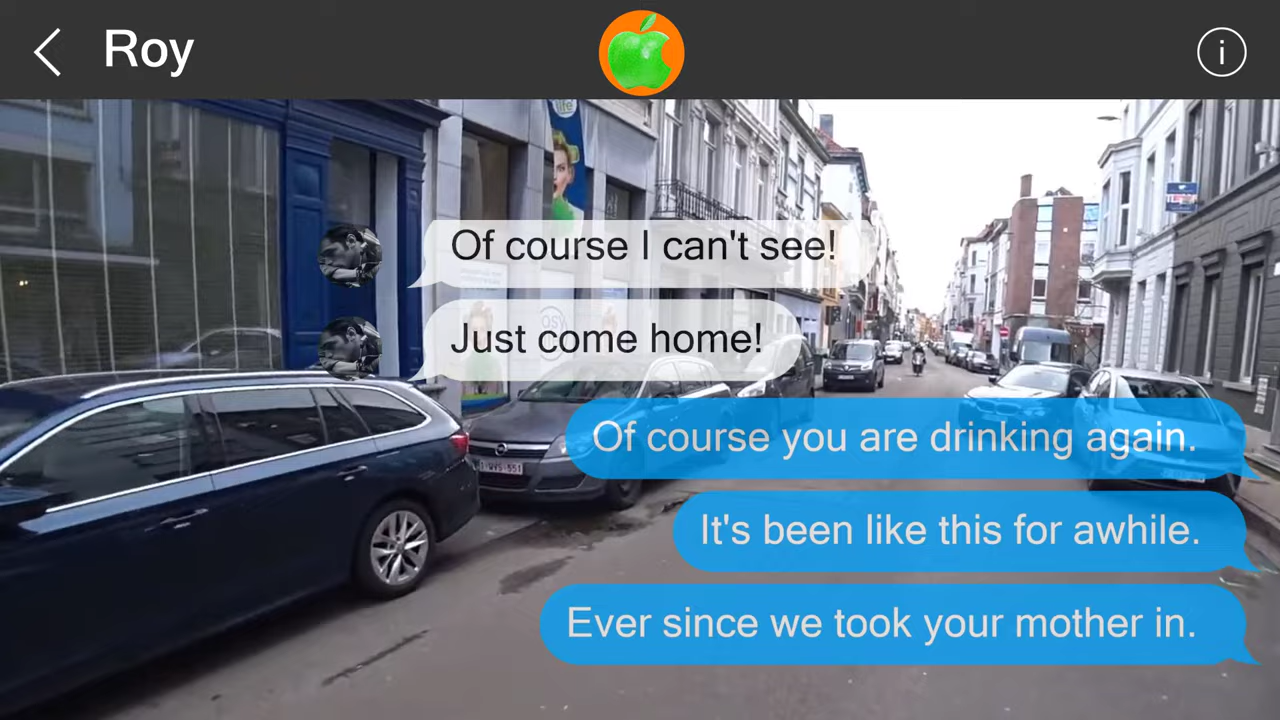 Roy
i
life
Of course I can't see!
Just come home!
Of course you are drinking again.
It's been like this for awhile.
Ever since we took your mother in.